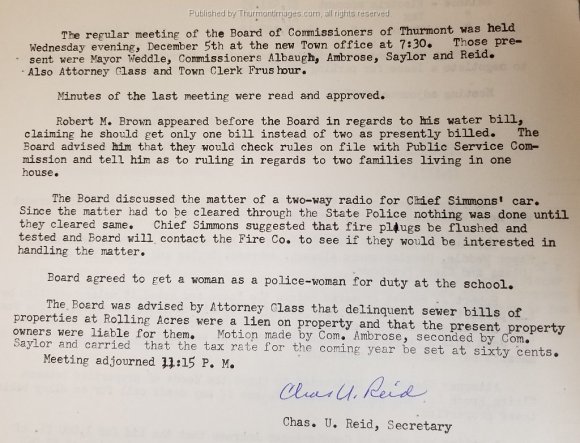 Published by Thurmontimages.com, all rights reserved
The regular meeting of the Board of Commissioners of Thurmont was held
Wednesday evening, December 5th at the new Town office at 7:30. Those pre-
sent were Mayor Weddle, Commissioners Albaugh, Ambrose, Saylor and Reid.
Also Attorney Glass and Town Clerk Frushour.
Minutes of the last meeting were read and approved.
Robert M. Brown appeared before the Board in regards to his water bill,
claiming he should get only one bill instead of two as presently billed. The
Board advised him that they would check rules on file with Public Service Com-
mission and tell him as to ruling in regards to two families living in one
house.
The Board discussed the matter of a two-way radio for Chief Simmons' car.
Since the matter had to be cleared through the State Police nothing was done until
they cleared same. Chief Simmons suggested that fire plugs be flushed and
tested and Board will contact the Fire Co. to see if they would be interested in
handling the matter.
Board agreed to get a woman as a police-woman for duty at the school.
The Board was advised by Attorney Glass that delinquent sewer bills of
properties at Rolling Acres were a lien on property and that the present property
owners were liable for them. Motion made by Com. Ambrose, seconded by Com.
Saylor and carried that the tax rate for the coming year be set at sixty cents.
Meeting adjourned 11:15 P. M.
Chas U. Reid
Chas. U. Reid, Secretary